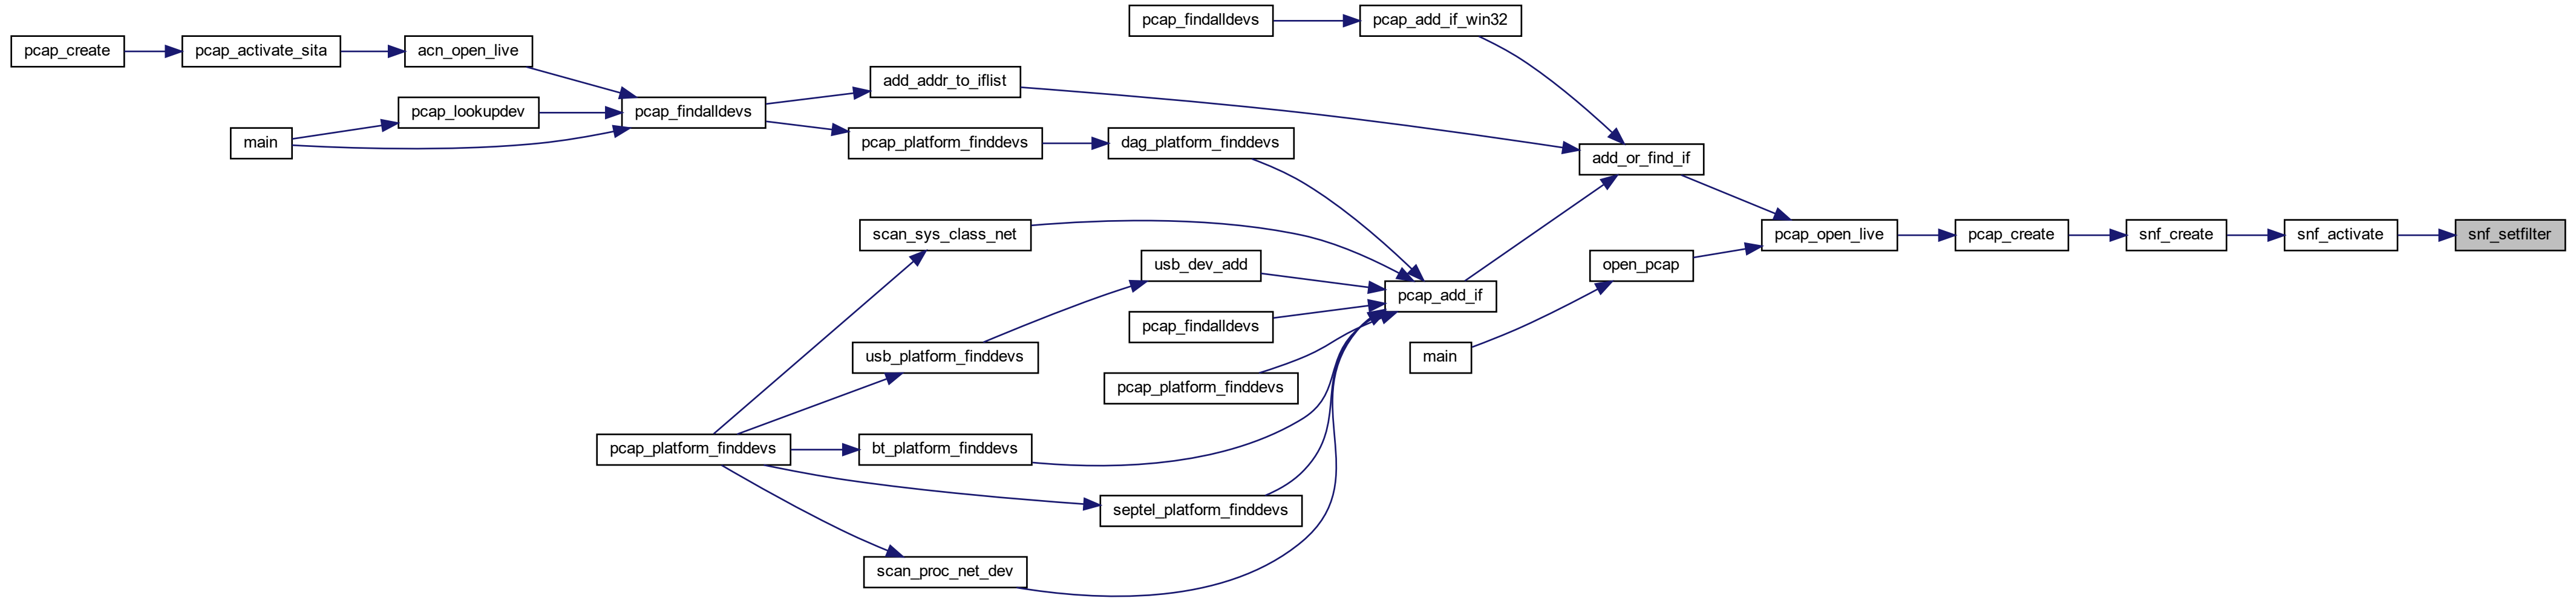 pcap_findalldevs
pcap_add_if_win32
pcap_create
pcap_activate_sita
acn_open_live
add_addr_to_iflist
pcap_lookupdev
pcap_findalldevs
main
pcap_platform_finddevs
dag_platform_finddevs
add_or_find_if
scan_sys_class_net
pcap_open_live
pcap_create
snf_create
snf_activate
snf_setfilter
usb_dev_add
open_pcap
pcap_add_if
pcap_findalldevs
usb_platform_finddevs
main
pcap_platform_finddevs
pcap_platform_finddevs
bt_platform_finddevs
septel_platform_finddevs
scan_proc_net_dev